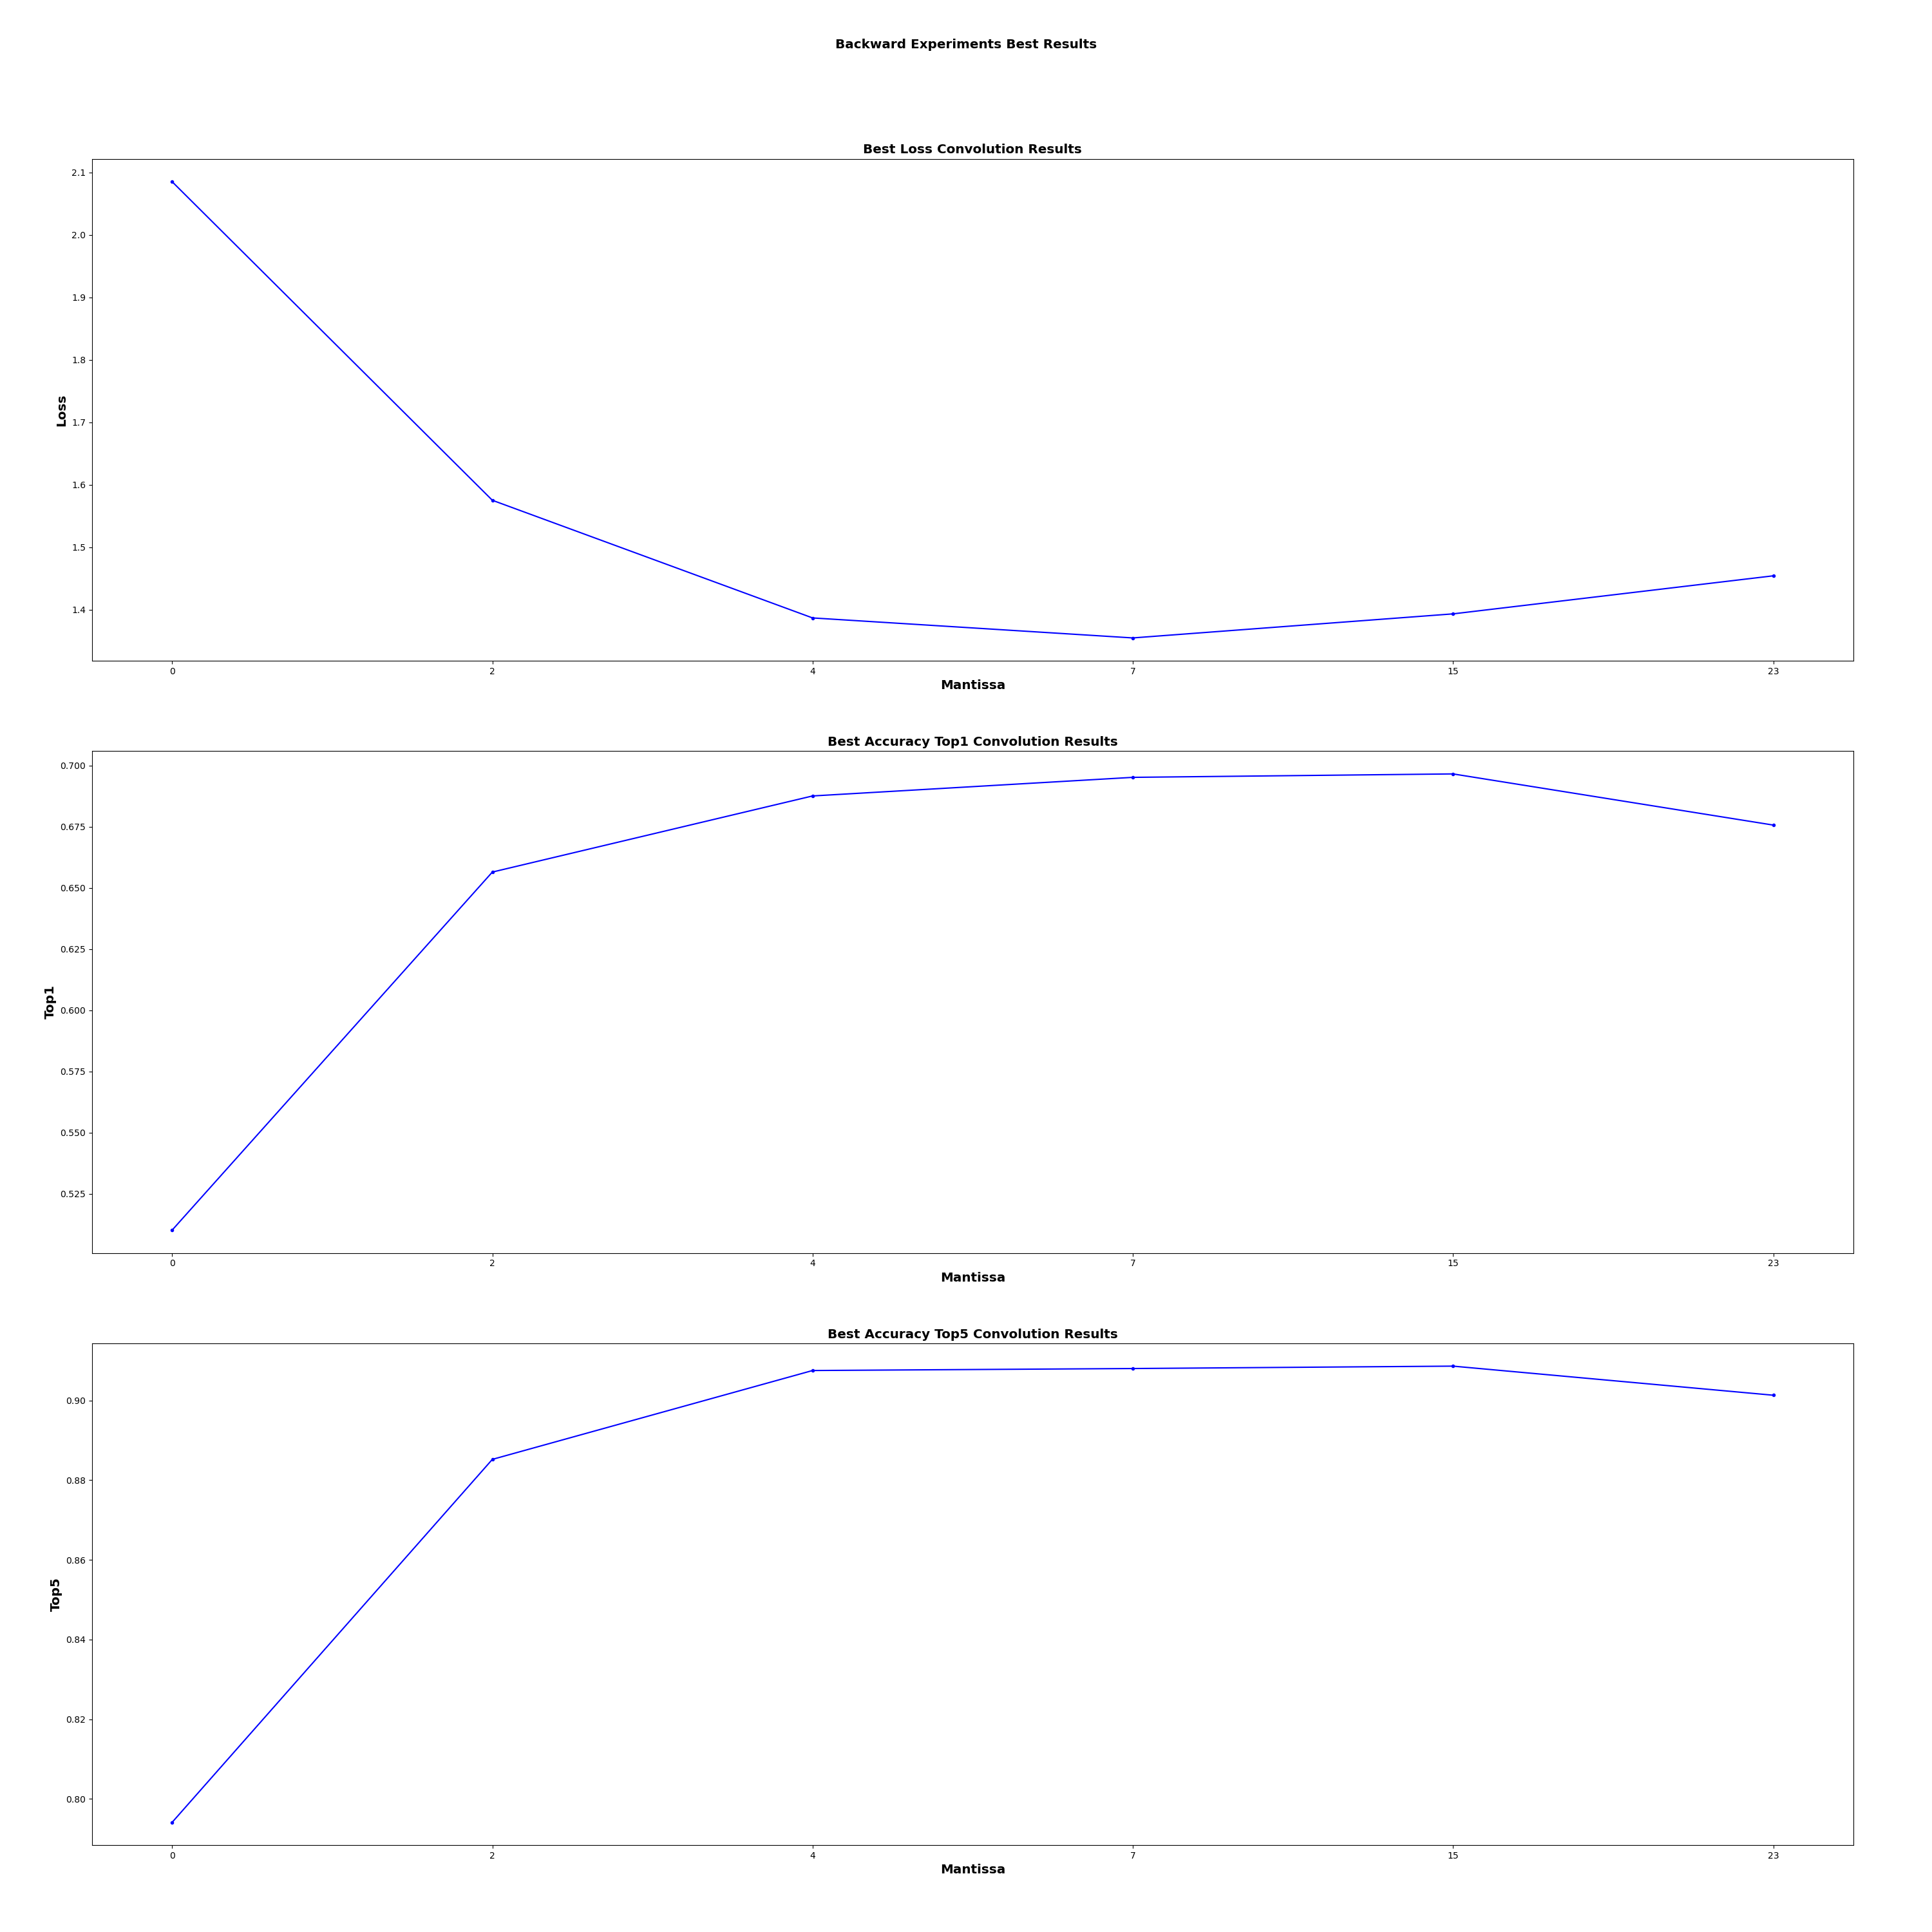 Backward Experiments Best Results
Best Loss Convolution Results
2.1
2.0
1.9
1.8
1.7
1.6
1.5
1.4
Loss
0 2 4 7 15 23
Mantissa
Best Accuracy Top1 Convolution Results
0.700
0.675
0.650
0.625
0.600
0.575
0.550
0.525
Top1
0 2 4 7 15 23
Mantissa
Best Accuracy Top5 Convolution Results
0.90
0.88
0.86
0.84
0.82
0.80
Top5
0 2 4 7 15 23
Mantissa